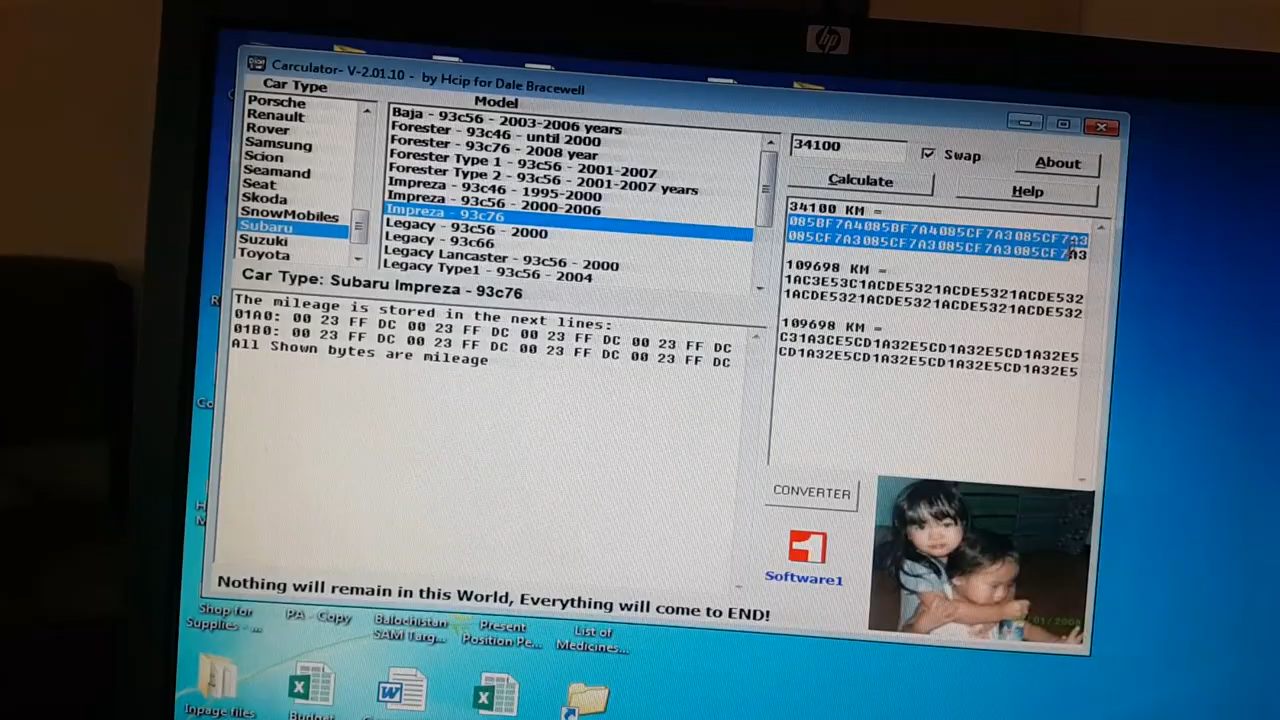 hp
Carculator- V-2.01.10 - by Hcip for Dale Bracewell
Car Type
Model
Porsche
Renault
Rover
Samsung
Scion
Seamand
Seat
Skoda
SnowMobiles
Subaru
Suzuki
Toyota
Baja - 93c56 - 2003-2006 years
Forester - 93c46 - until 2000
Forester - 93c76 - 2008 year
Forester Type 1 - 93c56 - 2001-2007
Forester Type 2 - 93c56 - 2001-2007 years
Impreza - 93c46 - 1995-2000
Impreza - 93c56 - 2000-2006
Impreza - 93c76
Legacy - 93c56 - 2000
Legacy - 93c66
Legacy Lancaster - 93c56 - 2000
Legacy Type1 - 93c56 - 2004
34100
Swap
About
Calculate
Help
34100 KM =
085BF7A4085BF7A4085CF7A3085CF7A3
085CF7A3085CF7A3085CF7A3085CF7A3
109698 KM =
1AC3E53C1ACDE5321ACDE5321ACDE532
1ACDE5321ACDE5321ACDE5321ACDE532
109698 KM =
C31A3CE5CD1A32E5CD1A32E5CD1A32E5
CD1A32E5CD1A32E5CD1A32E5CD1A32E5
Car Type: Subaru Impreza - 93c76
The mileage is stored in the next lines:
01A0: 00 23 FF DC 00 23 FF DC 00 23 FF DC 00 23 FF DC
01B0: 00 23 FF DC 00 23 FF DC 00 23 FF DC 00 23 FF DC
All Shown bytes are mileage
CONVERTER
Software1
Nothing will remain in this World, Everything will come to END!
Shop for
Supplies - ...
PA - Copy
Balochistan
SAM Targ...
Present
Position Pe...
List of
Medicines...
Inpage files